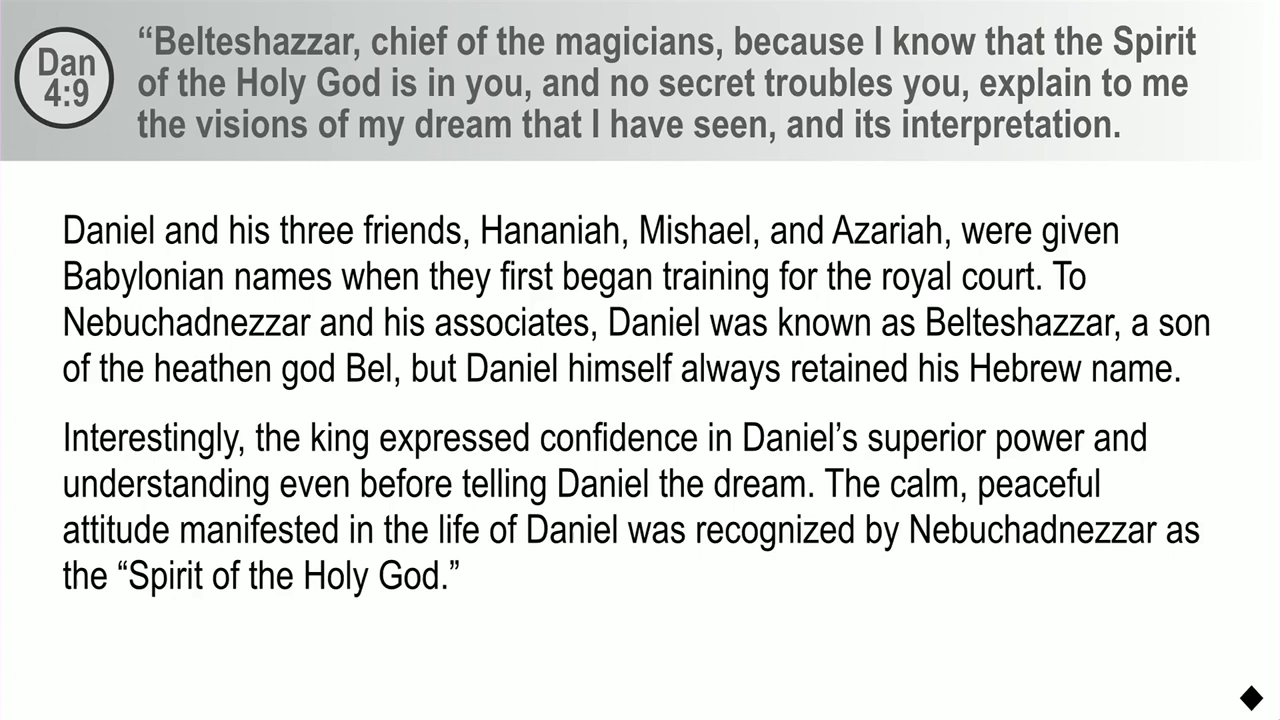 Dan
4:9
“Belteshazzar, chief of the magicians, because I know that the Spirit
of the Holy God is in you, and no secret troubles you, explain to me
the visions of my dream that I have seen, and its interpretation.
Daniel and his three friends, Hananiah, Mishael, and Azariah, were given
Babylonian names when they first began training for the royal court. To
Nebuchadnezzar and his associates, Daniel was known as Belteshazzar, a son
of the heathen god Bel, but Daniel himself always retained his Hebrew name.
Interestingly, the king expressed confidence in Daniel’s superior power and
understanding even before telling Daniel the dream. The calm, peaceful
attitude manifested in the life of Daniel was recognized by Nebuchadnezzar as
the “Spirit of the Holy God.”